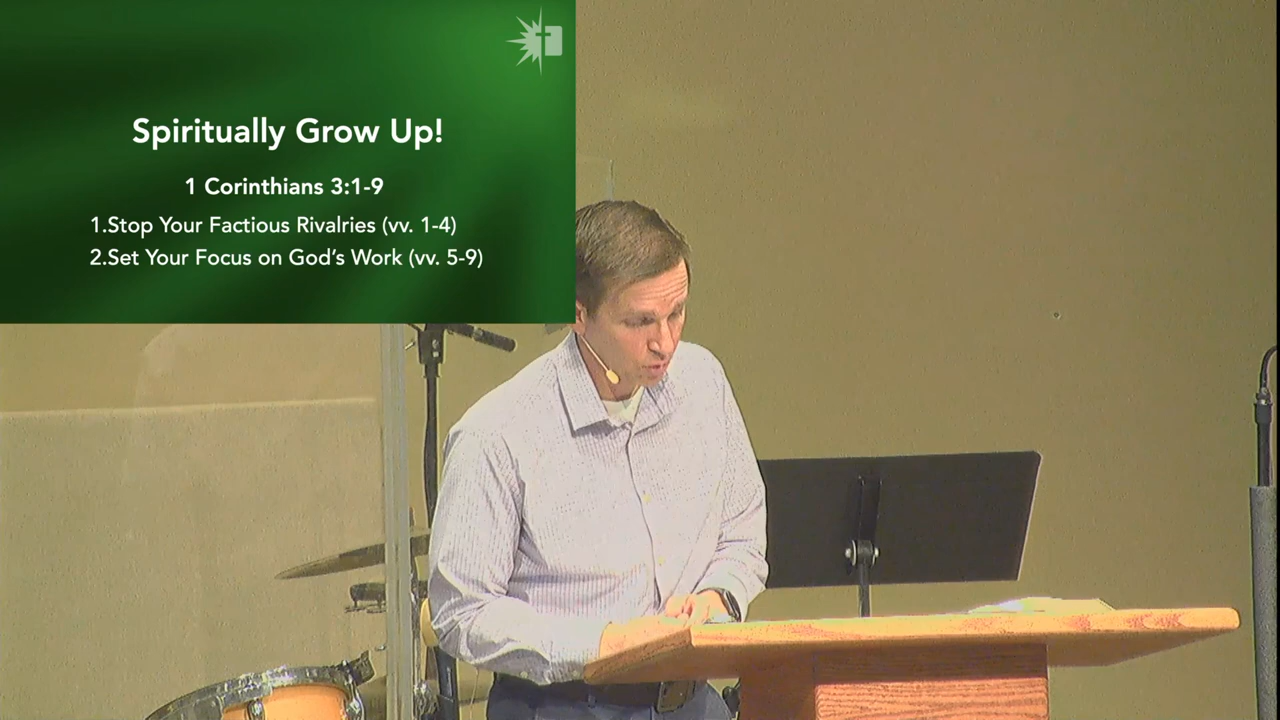 Spiritually Grow Up!
1 Corinthians 3:1-9
1.Stop Your Factious Rivalries (vv. 1-4)
2.Set Your Focus on God's Work (vv. 5-9)